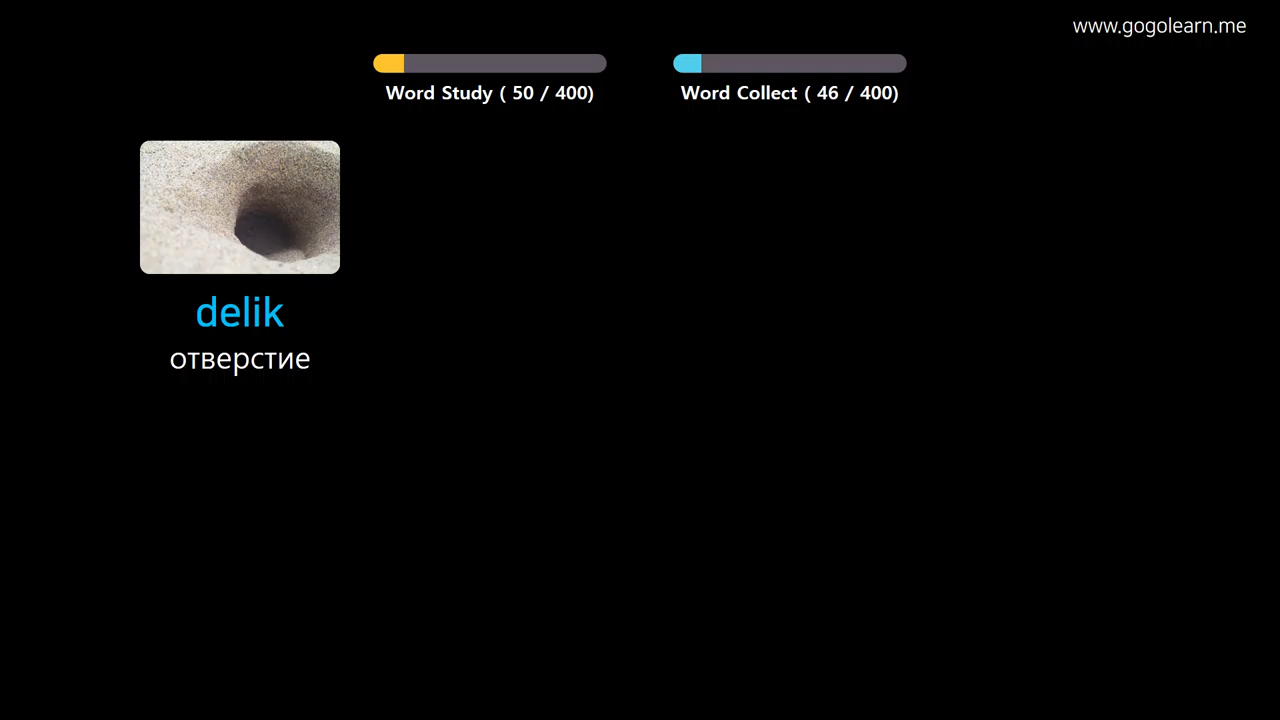 www.gogolearn.me
Word Study ( 50 / 400)
Word Collect ( 46 / 400)
delik
отверстие